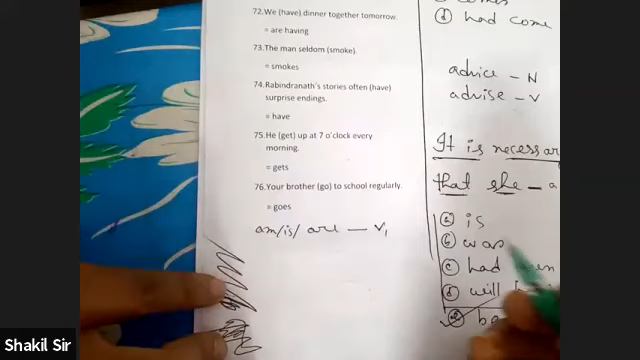 72.We (have) dinner together tomorrow.
= are having
73.The man seldom (smoke).
= smokes
74.Rabindranath's stories often (have)
surprise endings.
= have
75.He (get) up at 7 o'clock every
morning.
= gets
76.Your brother (go) to school regularly.
= goes
am/is/are — V₁
ⓓ had come
advice – N
advise – V
It is necessar
that she – a
ⓐ is
ⓑ was
ⓒ had
ⓓ will
Shakil Sir